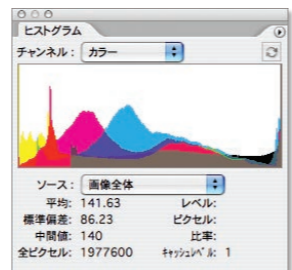 ヒストグラム
チャンネル： カラー
ソース： 画像全体
平均: 141.63 レベル:
標準偏差: 86.23 ピクセル:
中間値: 140 比率:
全ピクセル: 1977600 ｷｬｯｼｭﾚﾍﾞﾙ: 1